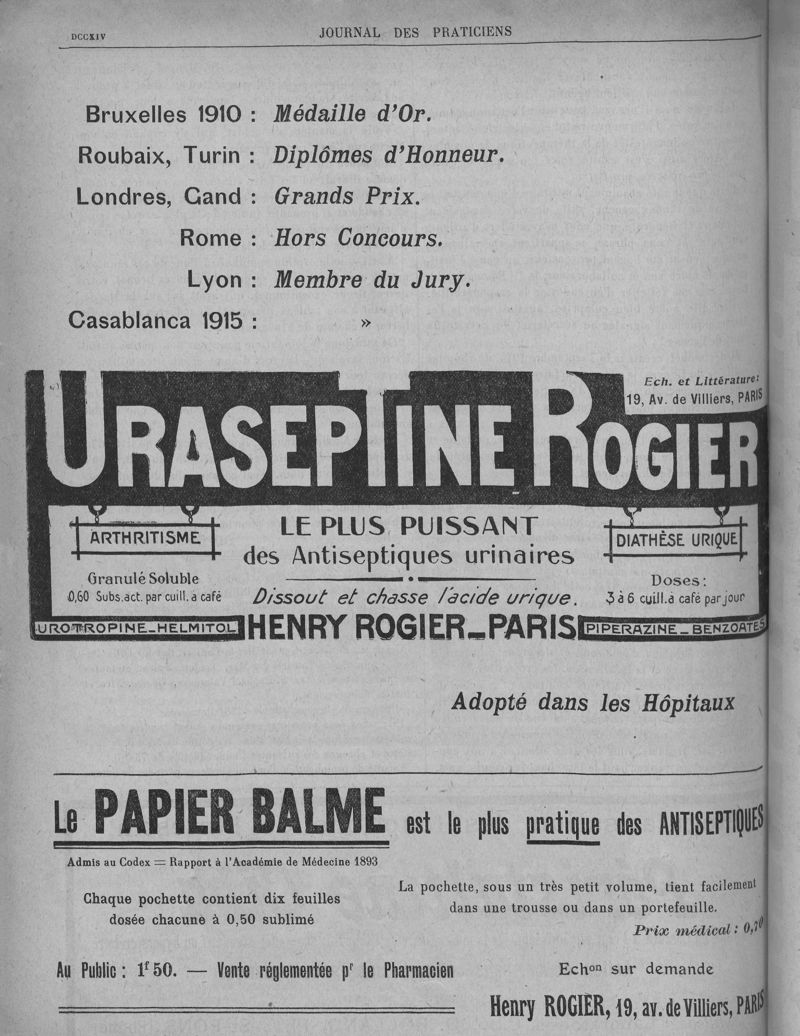 DCCXIV
JOURNAL DES PRATICIENS
Bruxelles 1910 : Médaille d'Or.
Roubaix, Turin : Diplômes d'Honneur.
Londres, Gand : Grands Prix.
Rome : Hors Concours.
Lyon : Membre du Jury.
Casablanca 1915 : »
Ech. et Littérature:
19, Av. de Villiers, PARIS
URASEPTINE ROGIER
ARTHRITISME
Granulé Soluble
0,60 Subs.act. par cuill. à café
LE PLUS PUISSANT
des Antiseptiques urinaires
Dissout et chasse l'acide urique.
DIATHÈSE URIQUE
Doses:
3 à 6 cuill. à café par jour
UROTROPINE_HELMITOL
HENRY ROGIER_PARIS
PIPERAZINE_BENZOATES
Adopté dans les Hôpitaux
Le PAPIER BALME est le plus pratique des ANTISEPTIQUES
Admis au Codex = Rapport à l'Académie de Médecine 1893
Chaque pochette contient dix feuilles
dosée chacune à 0,50 sublimé
La pochette, sous un très petit volume, tient facilement
dans une trousse ou dans un portefeuille.
Prix médical : 0,70
Au Public : 1f 50. — Vente réglementée pr le Pharmacien
Echon sur demande
Henry ROGIER, 19, av. de Villiers, PARIS